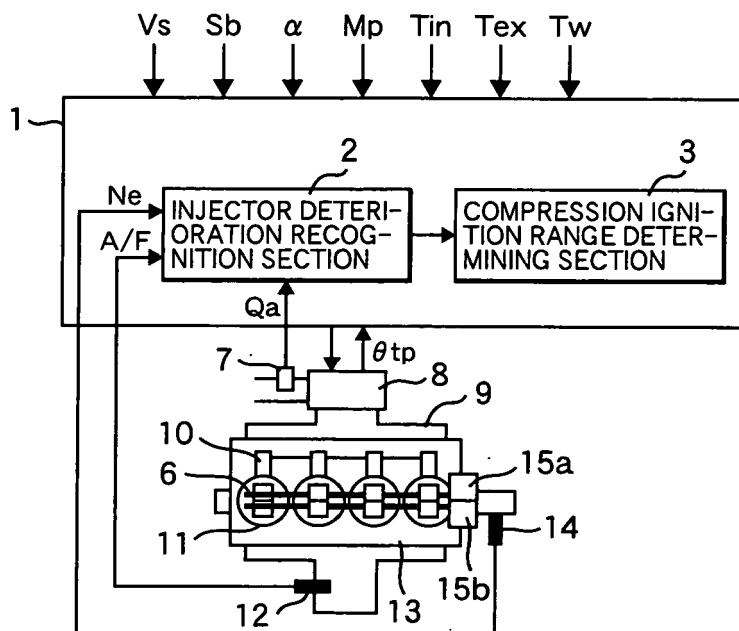 Vs Sb α Mp Tin Tex Tw
1
2 3
Ne
INJECTOR DETERI-
ORATION RECOG-
NITION SECTION
COMPRESSION IGNI-
TION RANGE DETER-
MINING SECTION
A/F
Qa
θtp
7
8
9
10
6
15a
11
14
13
15b
12